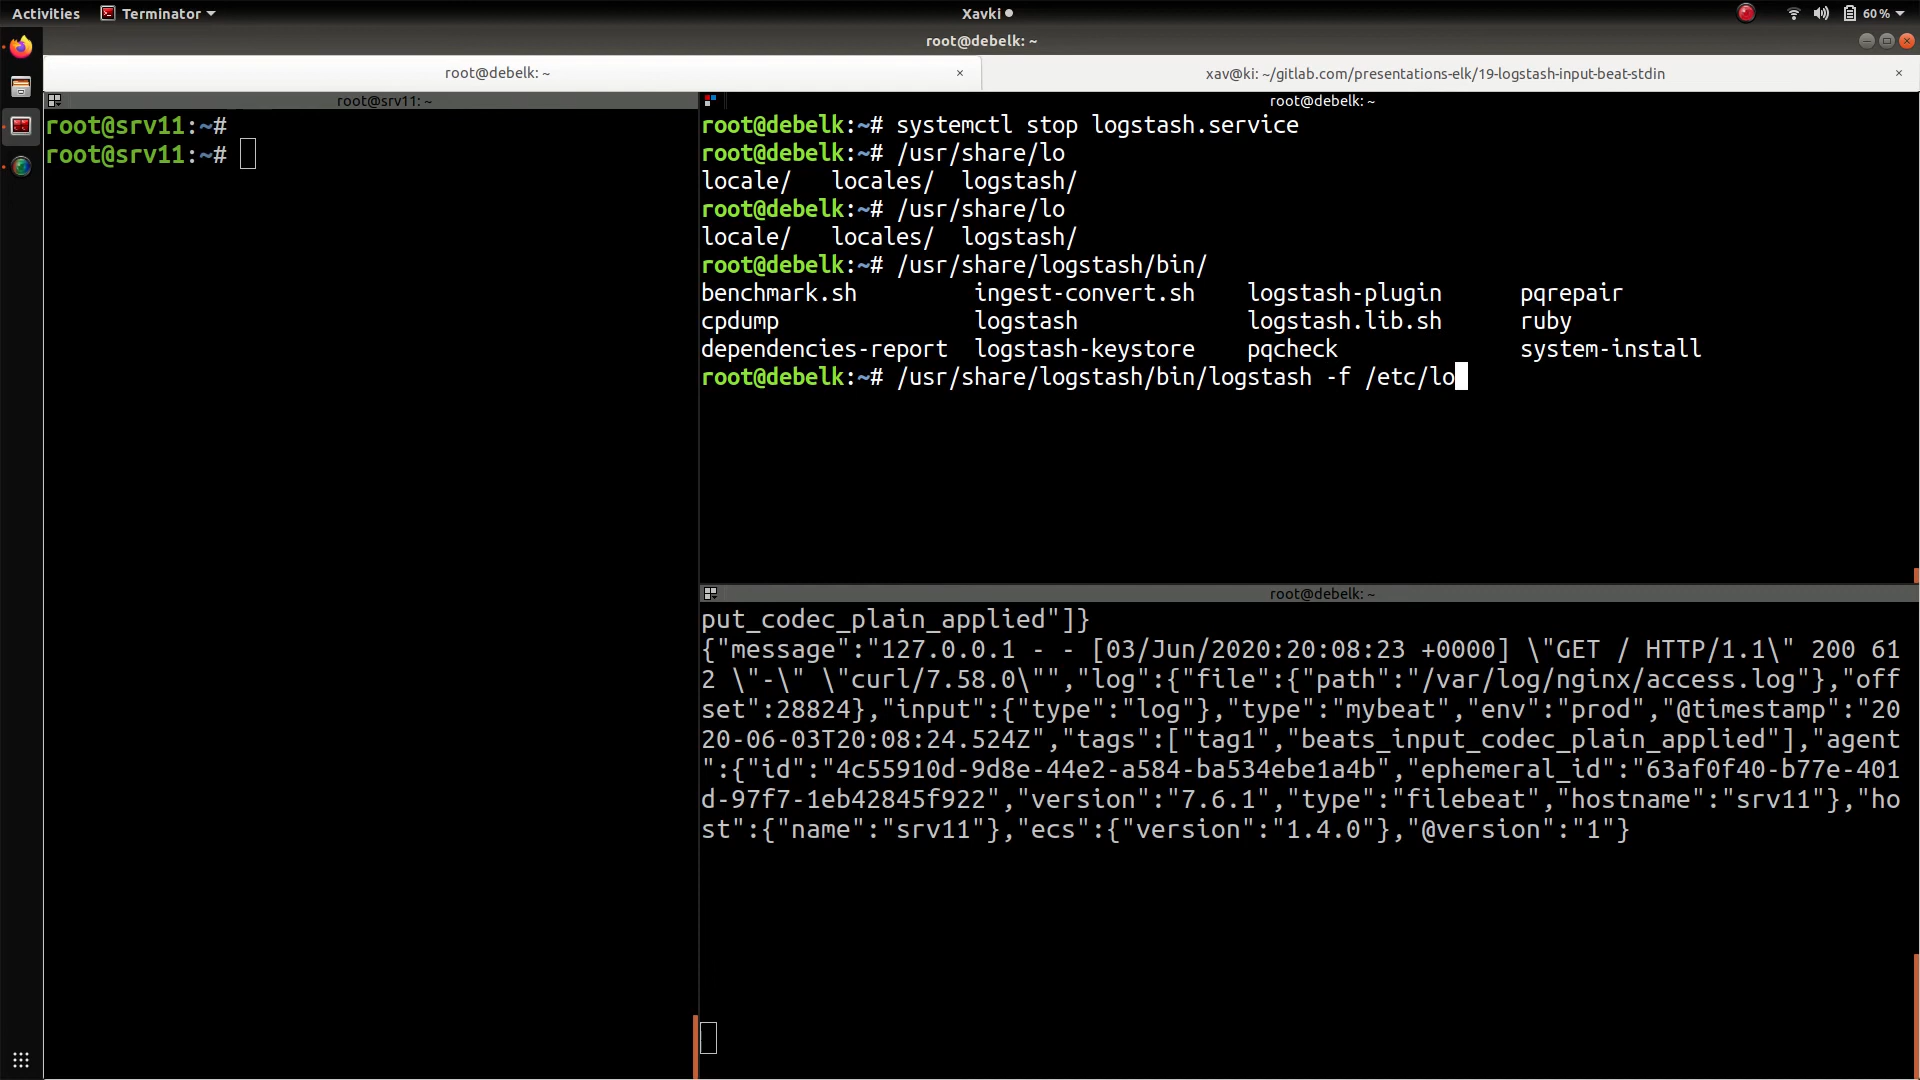 Activities
Terminator
Xavki
60 %
root@debelk: ~
root@debelk: ~ ×
xav@ki: ~/gitlab.com/presentations-elk/19-logstash-input-beat-stdin ×
root@srv11: ~
root@srv11:~#
root@srv11:~#
root@debelk: ~
root@debelk:~# systemctl stop logstash.service
root@debelk:~# /usr/share/lo
locale/   locales/  logstash/
root@debelk:~# /usr/share/lo
locale/   locales/  logstash/
root@debelk:~# /usr/share/logstash/bin/
benchmark.sh         ingest-convert.sh    logstash-plugin      pqrepair
cpdump               logstash             logstash.lib.sh      ruby
dependencies-report  logstash-keystore    pqcheck              system-install
root@debelk:~# /usr/share/logstash/bin/logstash -f /etc/lo
root@debelk: ~
put_codec_plain_applied"]}
{"message":"127.0.0.1 - - [03/Jun/2020:20:08:23 +0000] \"GET / HTTP/1.1\" 200 61
2 \"-\" \"curl/7.58.0\"","log":{"file":{"path":"/var/log/nginx/access.log"},"off
set":28824},"input":{"type":"log"},"type":"mybeat","env":"prod","@timestamp":"20
20-06-03T20:08:24.524Z","tags":["tag1","beats_input_codec_plain_applied"],"agent
":{"id":"4c55910d-9d8e-44e2-a584-ba534ebe1a4b","ephemeral_id":"63af0f40-b77e-401
d-97f7-1eb42845f922","version":"7.6.1","type":"filebeat","hostname":"srv11"},"ho
st":{"name":"srv11"},"ecs":{"version":"1.4.0"},"@version":"1"}